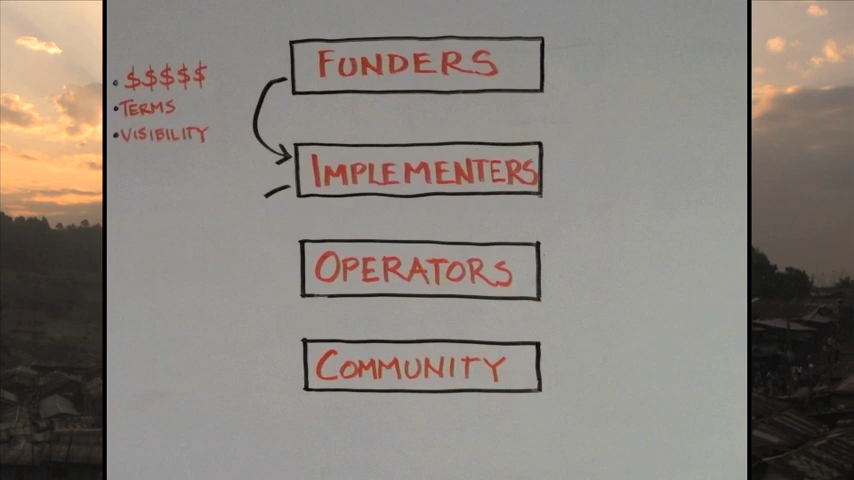 FUNDERS
• $$$$$
• TERMS
• VISIBILITY
IMPLEMENTERS
OPERATORS
COMMUNITY